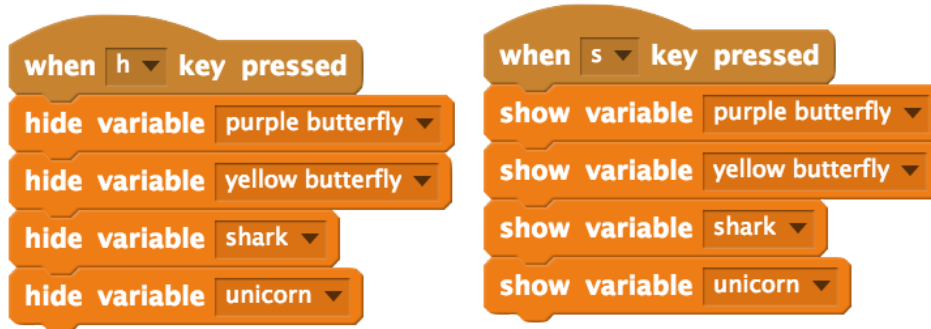 when h key pressed
hide variable purple butterfly
hide variable yellow butterfly
hide variable shark
hide variable unicorn
when s key pressed
show variable purple butterfly
show variable yellow butterfly
show variable shark
show variable unicorn